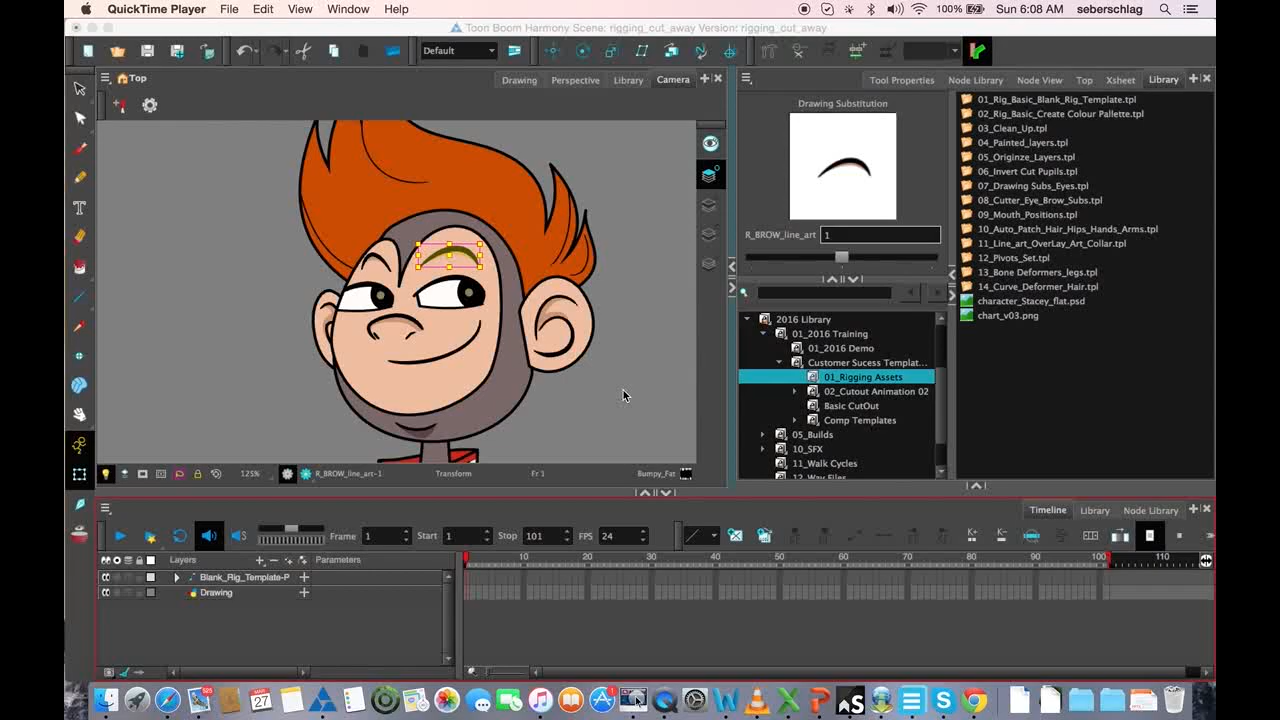 QuickTime Player File Edit View Window Help 100% Sun 6:08 AM seberschlag
Toon Boom Harmony Scene: rigging_cut_away Version: rigging_cut_away
Default
Top Drawing Perspective Library Camera
Tool Properties Node Library Node View Top Xsheet Library
Drawing Substitution
R_BROW_line_art 1
01_Rig_Basic_Blank_Rig_Template.tpl
02_Rig_Basic_Create Colour Pallette.tpl
03_Clean_Up.tpl
04_Painted_layers.tpl
05_Originze_Layers.tpl
06_Invert Cut Pupils.tpl
07_Drawing Subs_Eyes.tpl
08_Cutter_Eye_Brow_Subs.tpl
09_Mouth_Positions.tpl
10_Auto_Patch_Hair_Hips_Hands_Arms.tpl
11_Line_art_OverLay_Art_Collar.tpl
12_Pivots_Set.tpl
13_Bone Deformers_legs.tpl
14_Curve_Deformer_Hair.tpl
character_Stacey_flat.psd
chart_v03.png
2016 Library
01_2016 Training
01_2016 Demo
Customer Sucess Templat...
01_Rigging Assets
02_Cutout Animation 02
Basic CutOut
Comp Templates
05_Builds
10_SFX
11_Walk Cycles
125% R_BROW_line_art-1 Transform Fr 1 Bumpy_Fat
Timeline Library Node Library
Frame 1 Start 1 Stop 101 FPS 24
Layers Parameters 10 20 30 40 50 60 70 80 90 100 110
Blank_Rig_Template-P
Drawing